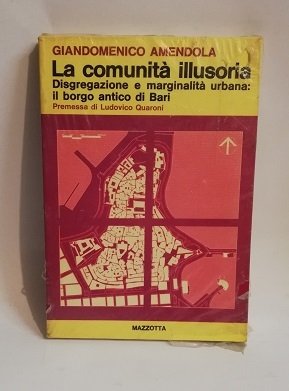 GIANDOMENICO AMENDOLA
La comunità illusoria
Disgregazione e marginalità urbana:
il borgo antico di Bari
Premessa di Ludovico Quaroni
MAZZOTTA